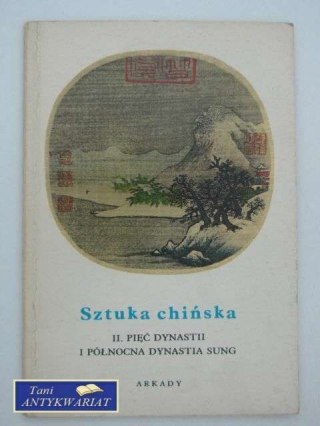 Sztuka chińska
II. PIĘĆ DYNASTII
I PÓŁNOCNA DYNASTIA SUNG
ARKADY
Tani
ANTYKWARIAT